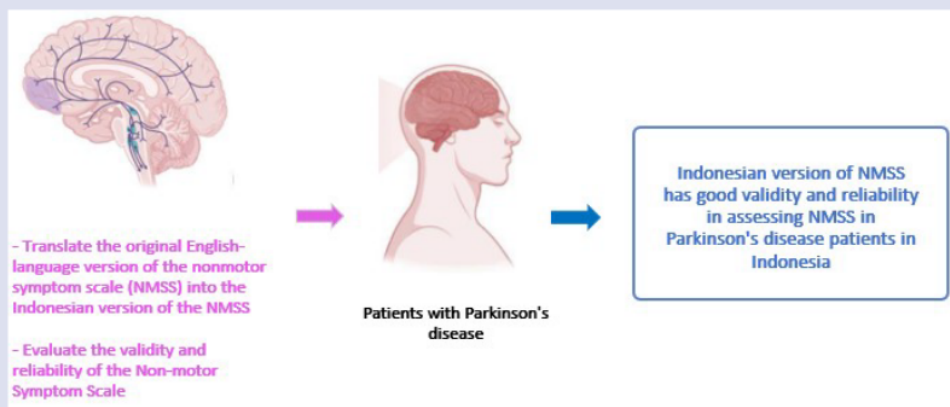 - Translate the original English-
language version of the nonmotor
symptom scale (NMSS) into the
Indonesian version of the NMSS
- Evaluate the validity and
reliability of the Non-motor
Symptom Scale
Patients with Parkinson's
disease
Indonesian version of NMSS
has good validity and reliability
in assessing NMSS in
Parkinson's disease patients in
Indonesia